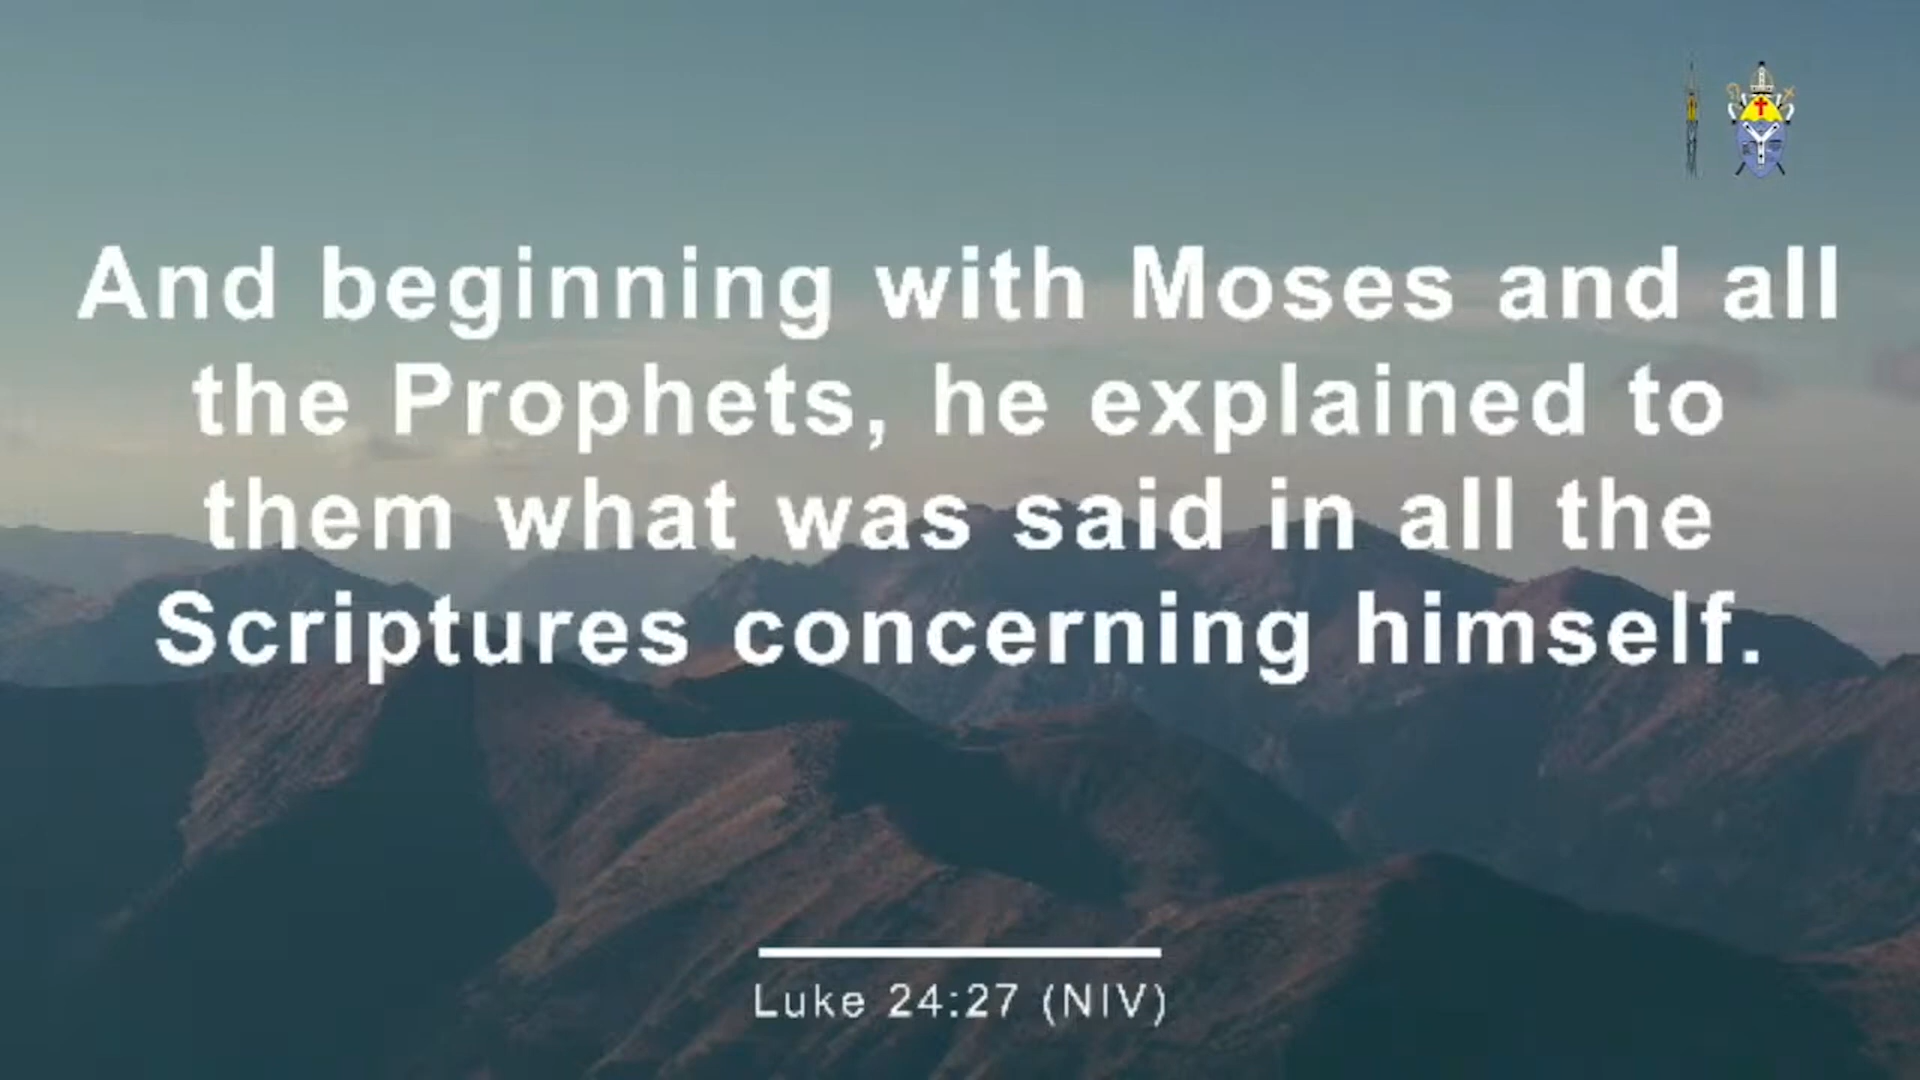 And beginning with Moses and all
the Prophets, he explained to
them what was said in all the
Scriptures concerning himself.
Luke 24:27 (NIV)